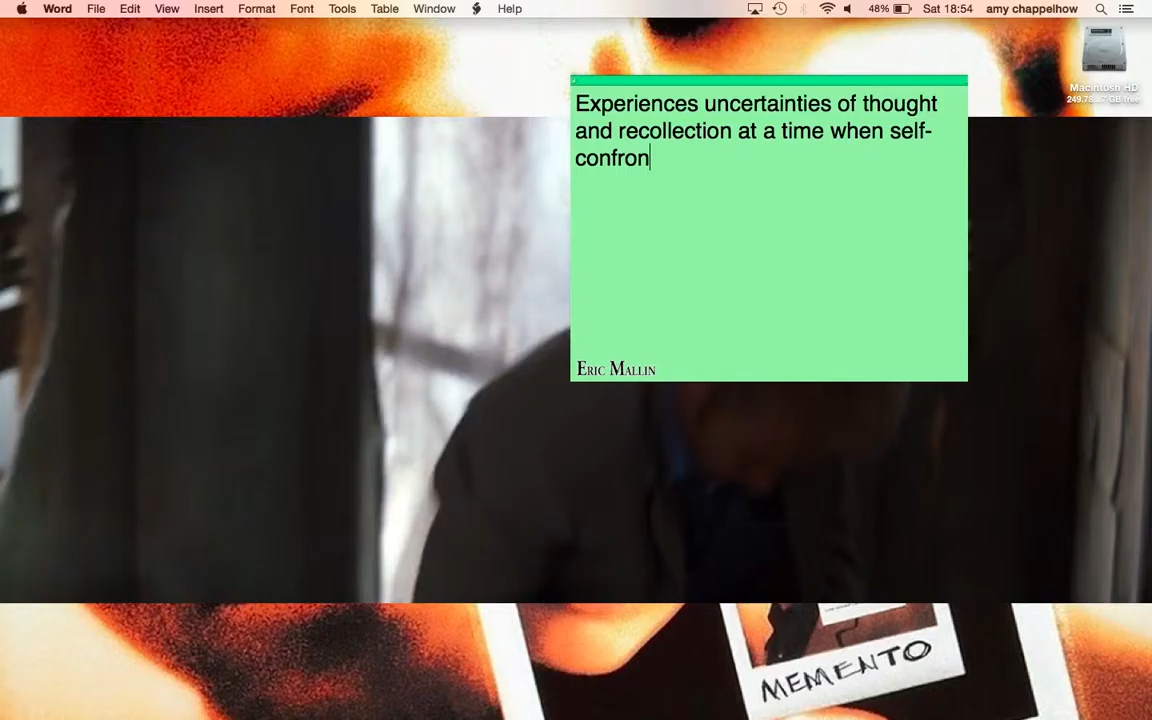 Word File Edit View Insert Format Font Tools Table Window Help 48% Sat 18:54 amy chappelhow
Macintosh HD
Experiences uncertainties of thought
and recollection at a time when self-
confron
ERIC MALLIN
MEMENTO